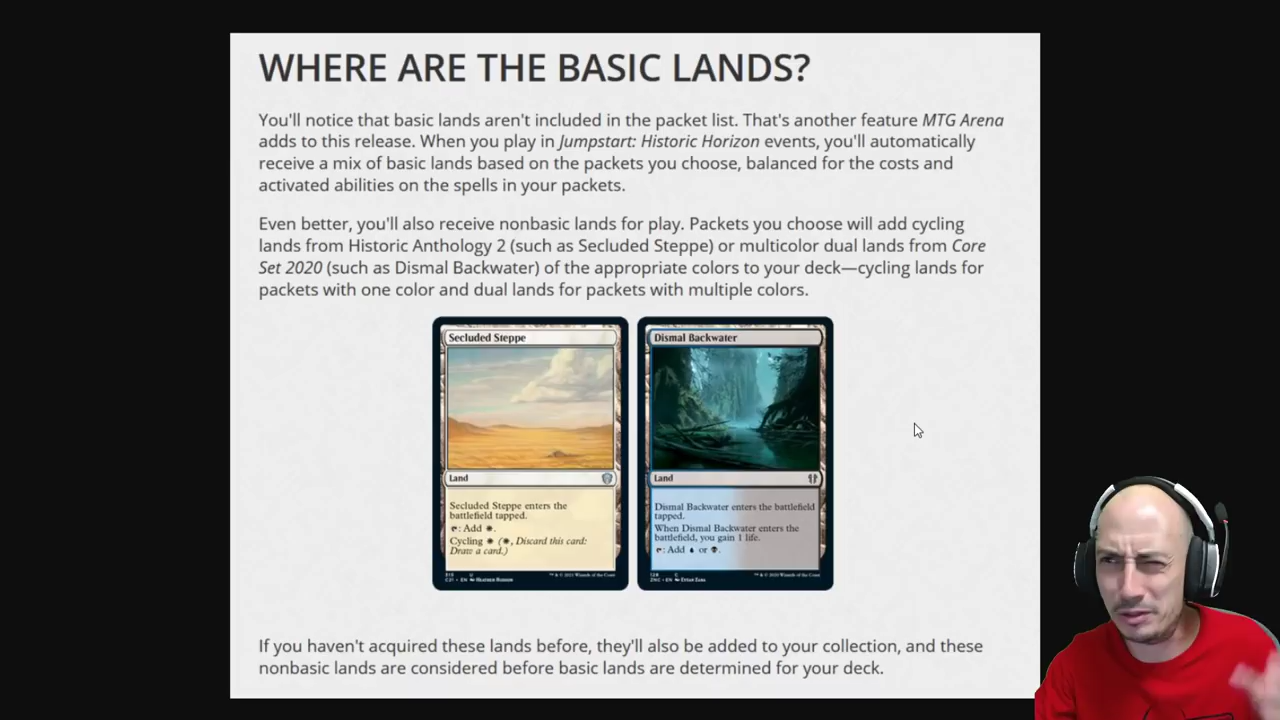 WHERE ARE THE BASIC LANDS?
You'll notice that basic lands aren't included in the packet list. That's another feature MTG Arena
adds to this release. When you play in Jumpstart: Historic Horizon events, you'll automatically
receive a mix of basic lands based on the packets you choose, balanced for the costs and
activated abilities on the spells in your packets.
Even better, you'll also receive nonbasic lands for play. Packets you choose will add cycling
lands from Historic Anthology 2 (such as Secluded Steppe) or multicolor dual lands from Core
Set 2020 (such as Dismal Backwater) of the appropriate colors to your deck—cycling lands for
packets with one color and dual lands for packets with multiple colors.
Secluded Steppe
Land
Secluded Steppe enters the
battlefield tapped.
: Add .
Cycling ( , Discard this card:
Draw a card.)
Dismal Backwater
Land
Dismal Backwater enters the battlefield
tapped.
When Dismal Backwater enters the
battlefield, you gain 1 life.
: Add or .
If you haven't acquired these lands before, they'll also be added to your collection, and these
nonbasic lands are considered before basic lands are determined for your deck.